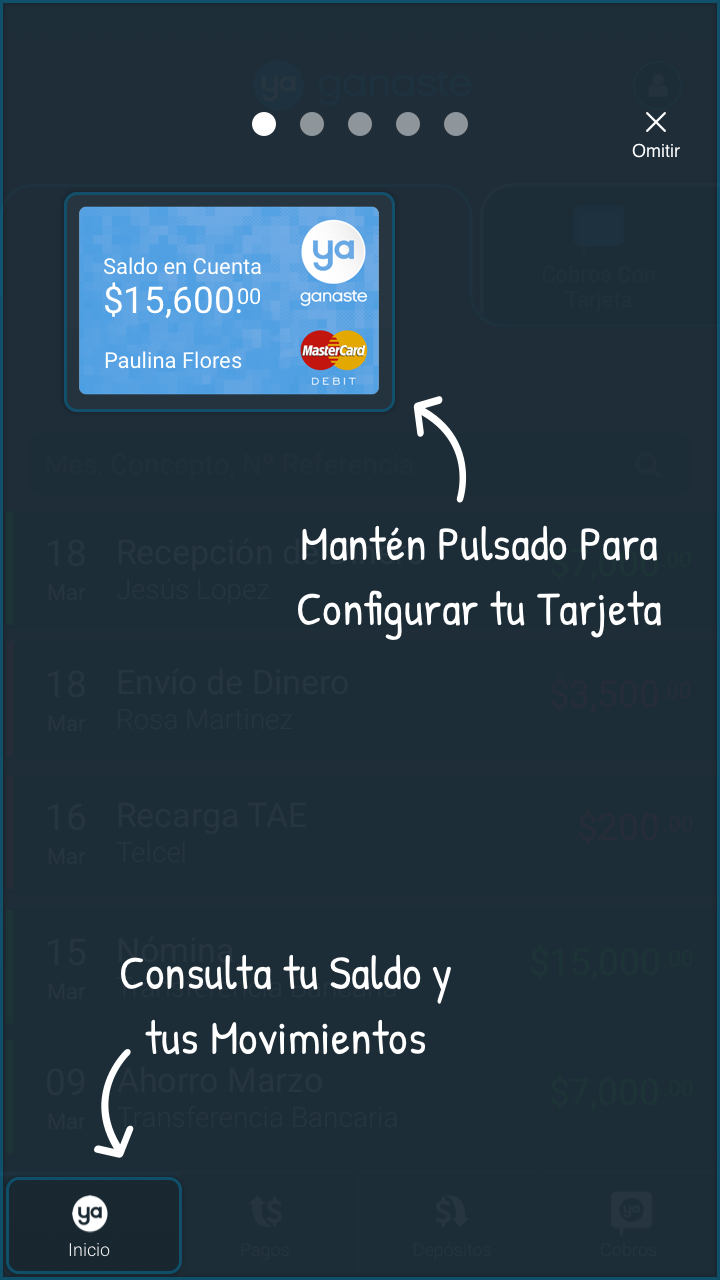 ya ganaste
Omitir
Cobros Con
Tarjeta
Saldo en Cuenta
$15,600.00
Paulina Flores
ya
ganaste
MasterCard
DEBIT
Mes, Concepto, N° Referencia
Mantén Pulsado Para
Configurar tu Tarjeta
18 Recepción de $7,000.00
Mar Jesús Lopez
18 Envío de Dinero $3,500.00
Mar Rosa Martinez
16 Recarga TAE $200.00
Mar Telcel
15 Nómina $15,000.00
Mar Transferencia Bancaria
Consulta tu Saldo y
tus Movimientos
09 Ahorro Marzo $7,000.00
Mar Transferencia Bancaria
ya
Inicio
Pagos
Depósitos
ya
Cobros